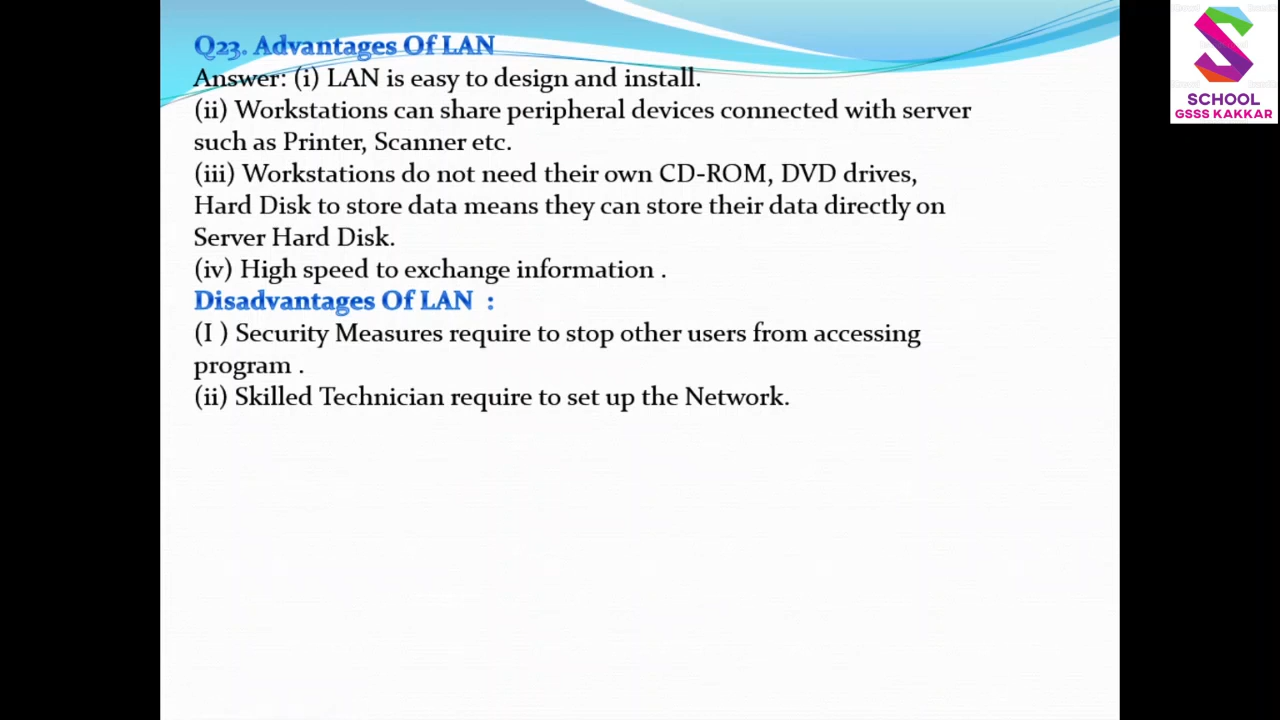 Q23. Advantages Of LAN
Answer: (i) LAN is easy to design and install.
(ii) Workstations can share peripheral devices connected with server
such as Printer, Scanner etc.
(iii) Workstations do not need their own CD-ROM, DVD drives,
Hard Disk to store data means they can store their data directly on
Server Hard Disk.
(iv) High speed to exchange information .
Disadvantages Of LAN :
(I ) Security Measures require to stop other users from accessing
program .
(ii) Skilled Technician require to set up the Network.
SCHOOL
GSSS KAKKAR